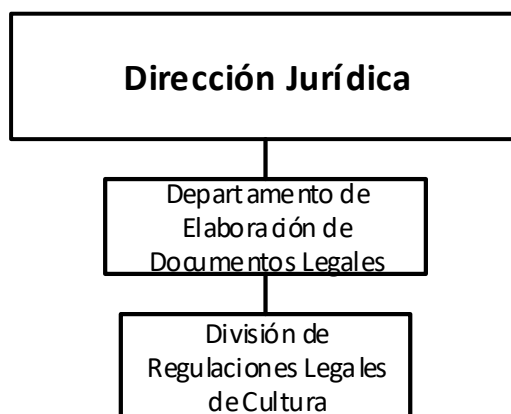 Dirección Jurídica
Departamento de
Elaboración de
Documentos Legales
División de
Regulaciones Legales
de Cultura